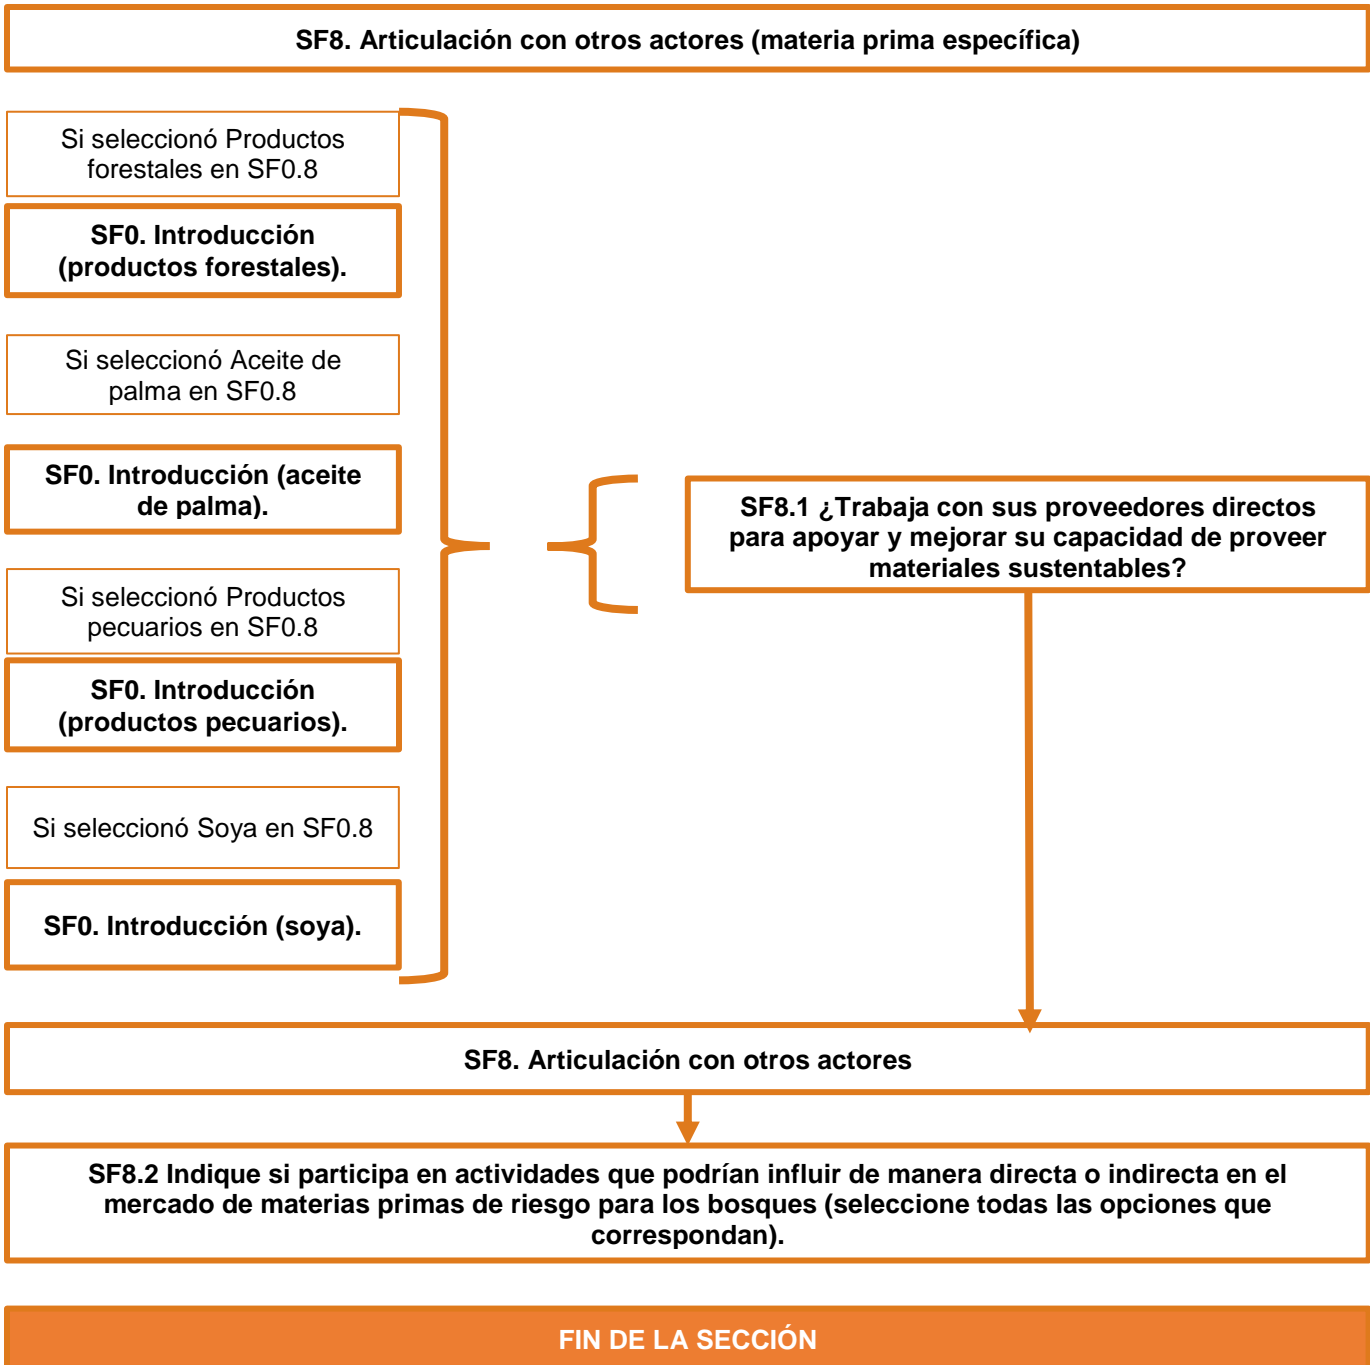 SF8. Articulación con otros actores (materia prima específica)
Si seleccionó Productos
forestales en SF0.8
SF0. Introducción
(productos forestales).
Si seleccionó Aceite de
palma en SF0.8
SF0. Introducción (aceite
de palma).
Si seleccionó Productos
pecuarios en SF0.8
SF0. Introducción
(productos pecuarios).
Si seleccionó Soya en SF0.8
SF0. Introducción (soya).
SF8.1 ¿Trabaja con sus proveedores directos
para apoyar y mejorar su capacidad de proveer
materiales sustentables?
SF8. Articulación con otros actores
SF8.2 Indique si participa en actividades que podrían influir de manera directa o indirecta en el
mercado de materias primas de riesgo para los bosques (seleccione todas las opciones que
correspondan).
FIN DE LA SECCIÓN